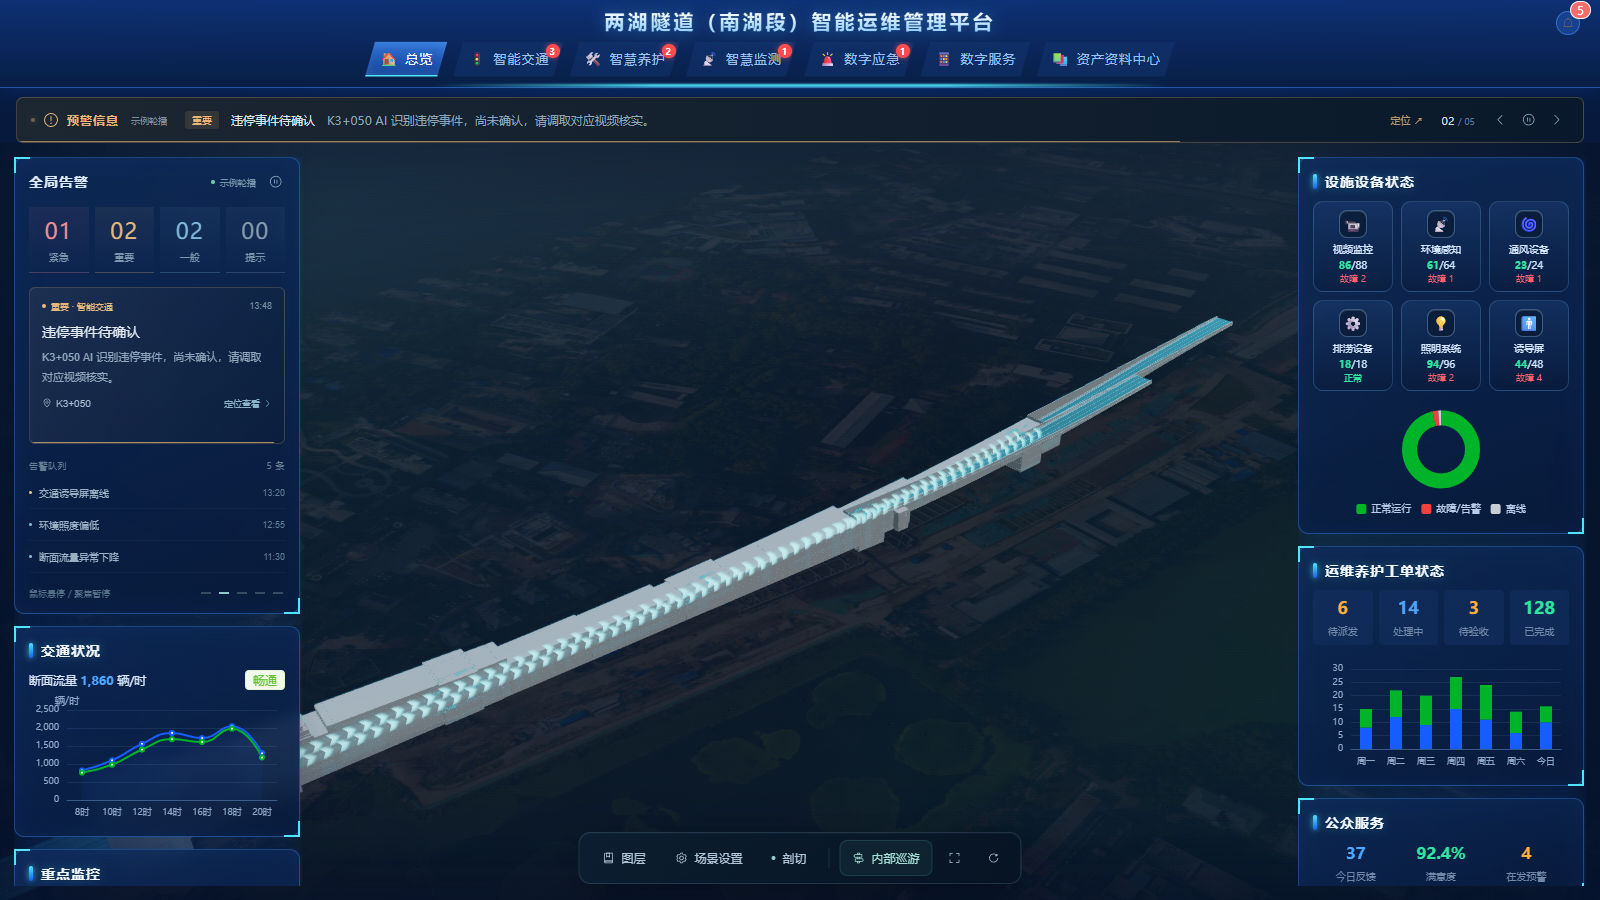 两湖隧道（南湖段）智能运维管理平台
5
总览
智能交通 3
智慧养护 2
智慧监测 1
数字应急 1
数字服务
资产资料中心
预警信息 示例轮播 重要 违停事件待确认 K3+050 AI 识别违停事件，尚未确认，请调取对应视频核实。 定位 ↗ 02 / 05
全局告警 示例轮播
01 02 02 00
紧急 重要 一般 提示
重要 · 智能交通 13:48
违停事件待确认
K3+050 AI 识别违停事件，尚未确认，请调取
对应视频核实。
K3+050 定位查看
告警队列 5 条
交通诱导屏离线 13:20
环境照度偏低 12:55
断面流量异常下降 11:30
鼠标悬停 / 聚焦暂停
交通状况
断面流量 1,860 辆/时 畅通
辆/时
2,500
2,000
1,500
1,000
500
0
8时 10时 12时 14时 16时 18时 20时
重点监控
图层 场景设置 剖切 内部巡游
设施设备状态
视频监控 环境感知 通风设备
86/88 61/64 23/24
故障 2 故障 1 故障 1
排涝设备 照明系统 诱导屏
18/18 94/96 44/48
正常 故障 2 故障 4
正常运行 故障/告警 离线
运维养护工单状态
6 14 3 128
待派发 处理中 待验收 已完成
30
25
20
15
10
5
0
周一 周二 周三 周四 周五 周六 今日
公众服务
37 92.4% 4
今日反馈 满意度 在发预警